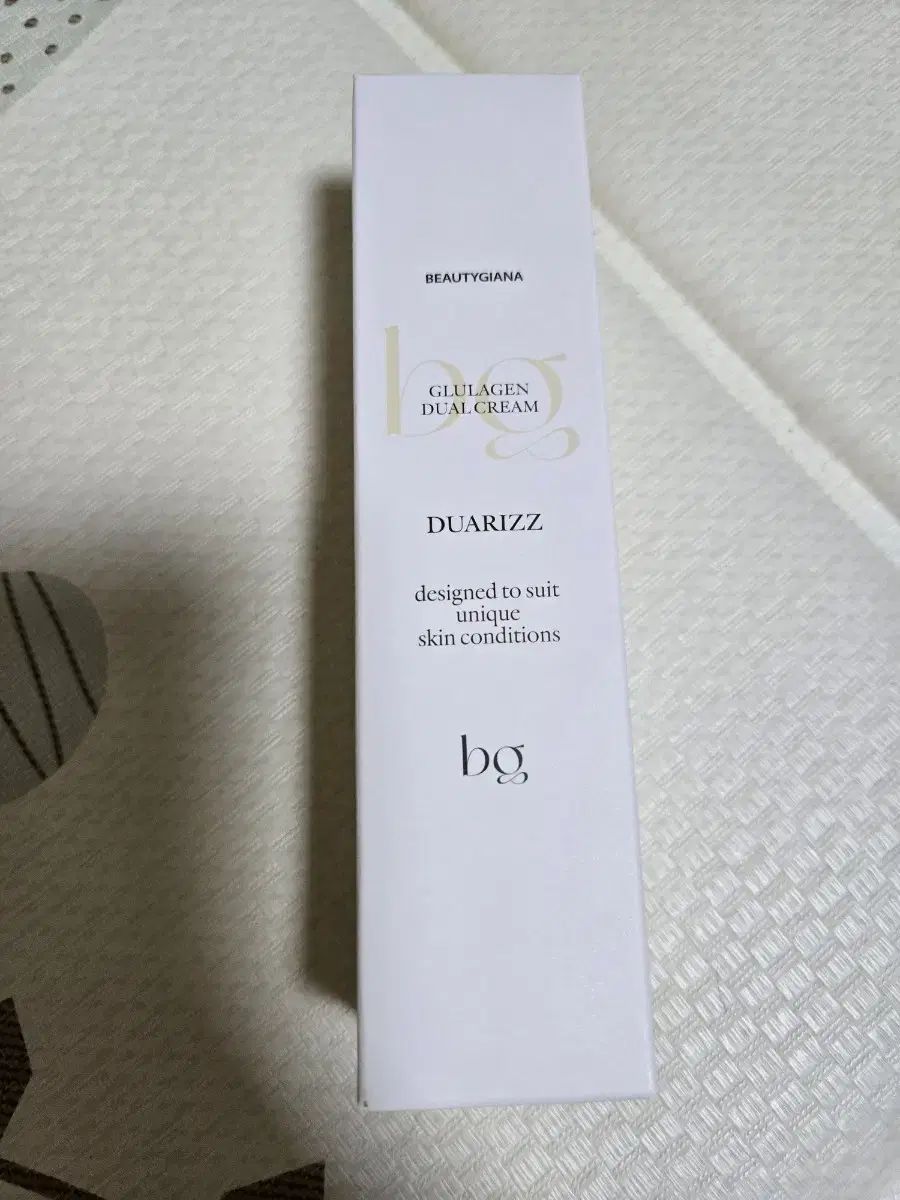 BEAUTYGIANA
bg
GLULAGEN
DUAL CREAM
DUARIZZ
designed to suit
unique
skin conditions
bg